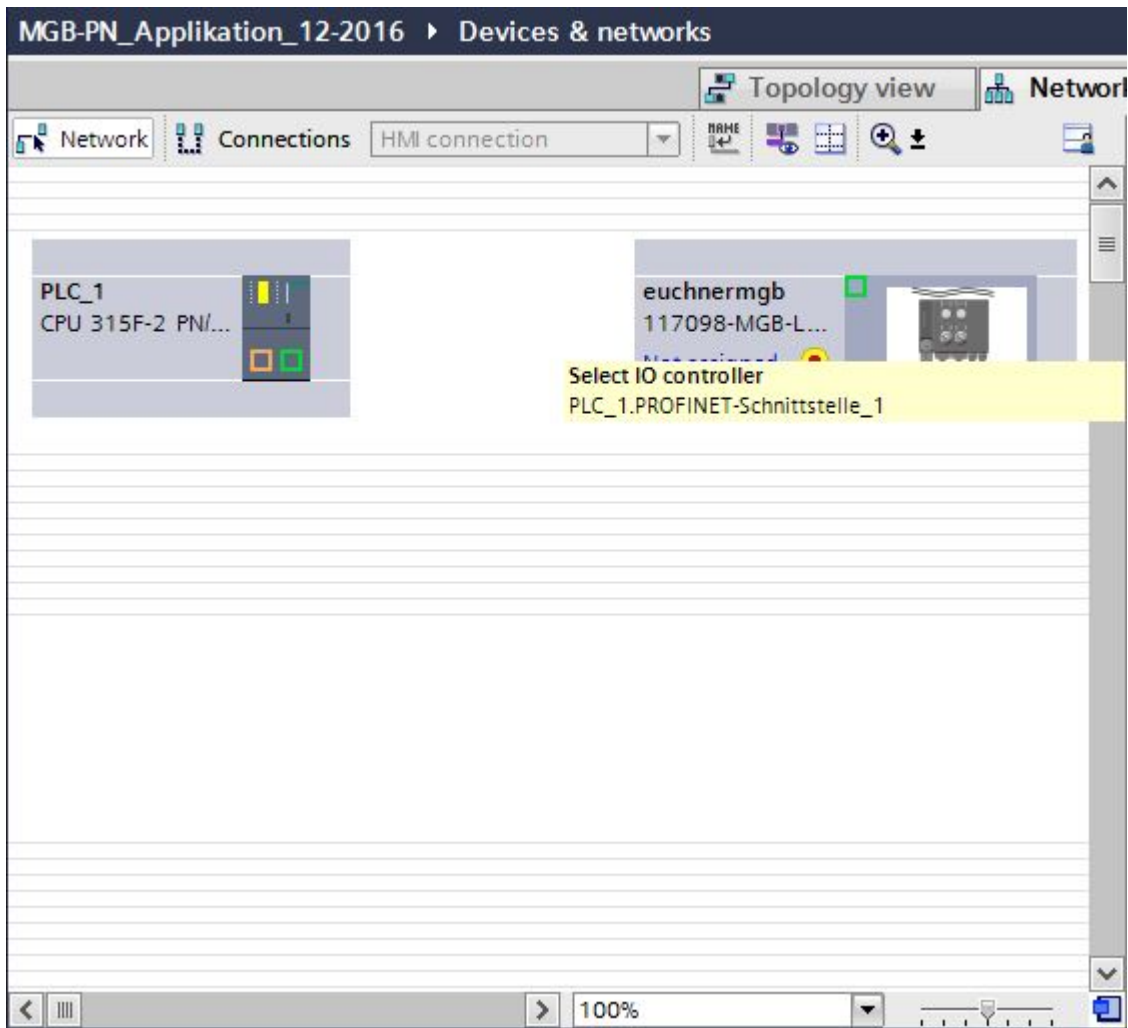 MGB-PN_Applikation_12-2016 ▸ Devices & networks
Topology view
Network
Connections
HMI connection
NAME
PLC_1
CPU 315F-2 PN/...
euchnermgb
117098-MGB-L...
Select IO controller
PLC_1.PROFINET-Schnittstelle_1
100%